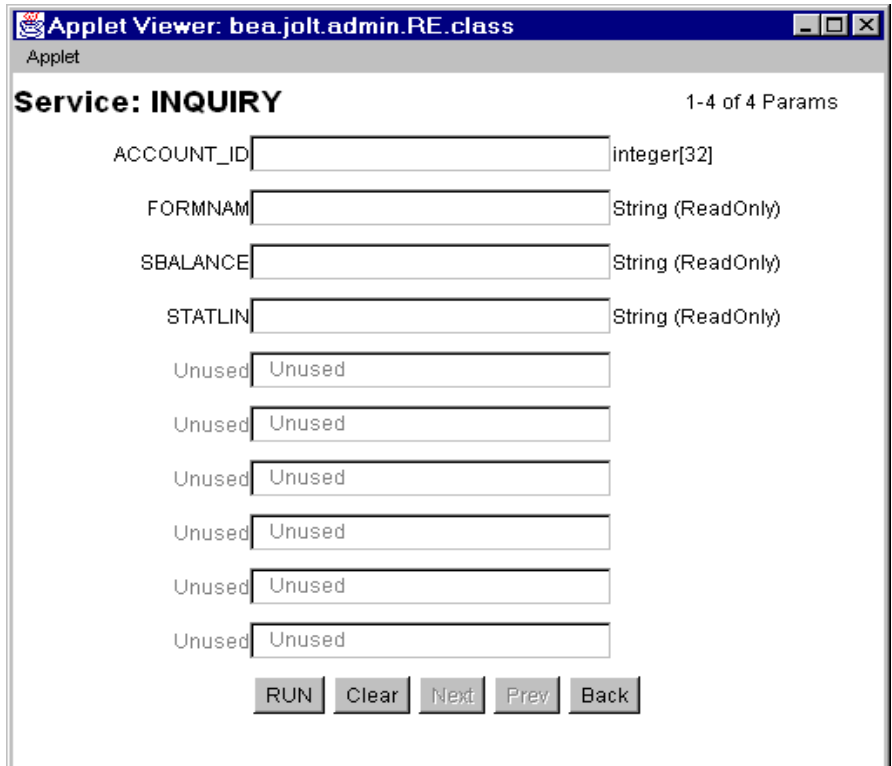 Applet Viewer: bea.jolt.admin.RE.class
Applet
Service: INQUIRY 1-4 of 4 Params
ACCOUNT_ID integer[32]
FORMNAM String (ReadOnly)
SBALANCE String (ReadOnly)
STATLIN String (ReadOnly)
Unused Unused
Unused Unused
Unused Unused
Unused Unused
Unused Unused
Unused Unused
RUN Clear Next Prev Back